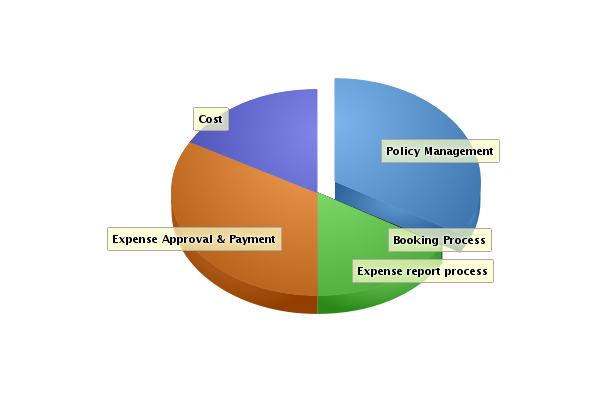 Cost
Policy Management
Expense Approval & Payment
Booking Process
Expense report process